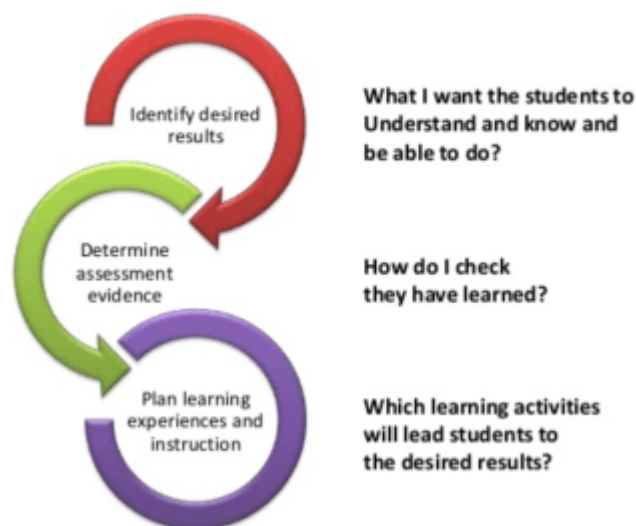 Identify desired
results
What I want the students to
Understand and know and
be able to do?
Determine
assessment
evidence
How do I check
they have learned?
Plan learning
experiences and
instruction
Which learning activities
will lead students to
the desired results?